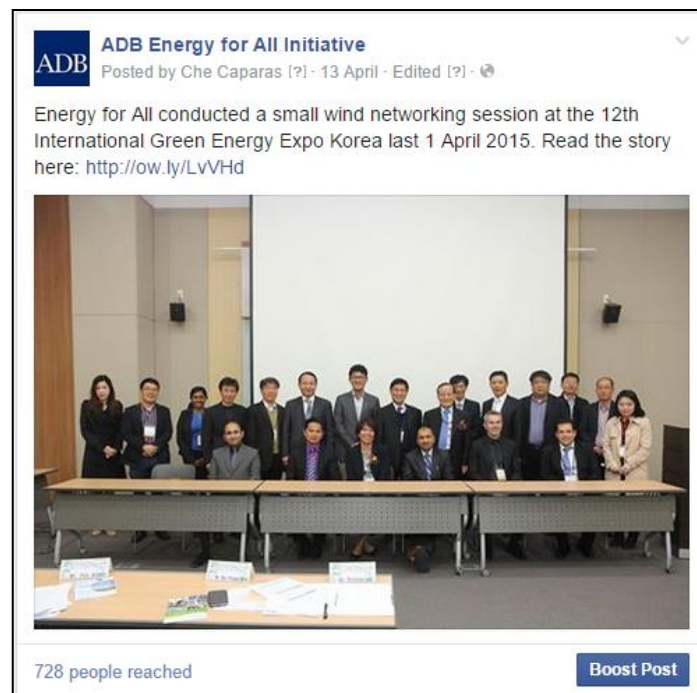 ADB
ADB Energy for All Initiative
Posted by Che Caparas [?] · 13 April · Edited [?] ·
Energy for All conducted a small wind networking session at the 12th
International Green Energy Expo Korea last 1 April 2015. Read the story
here: http://ow.ly/LvVHd
728 people reached
Boost Post